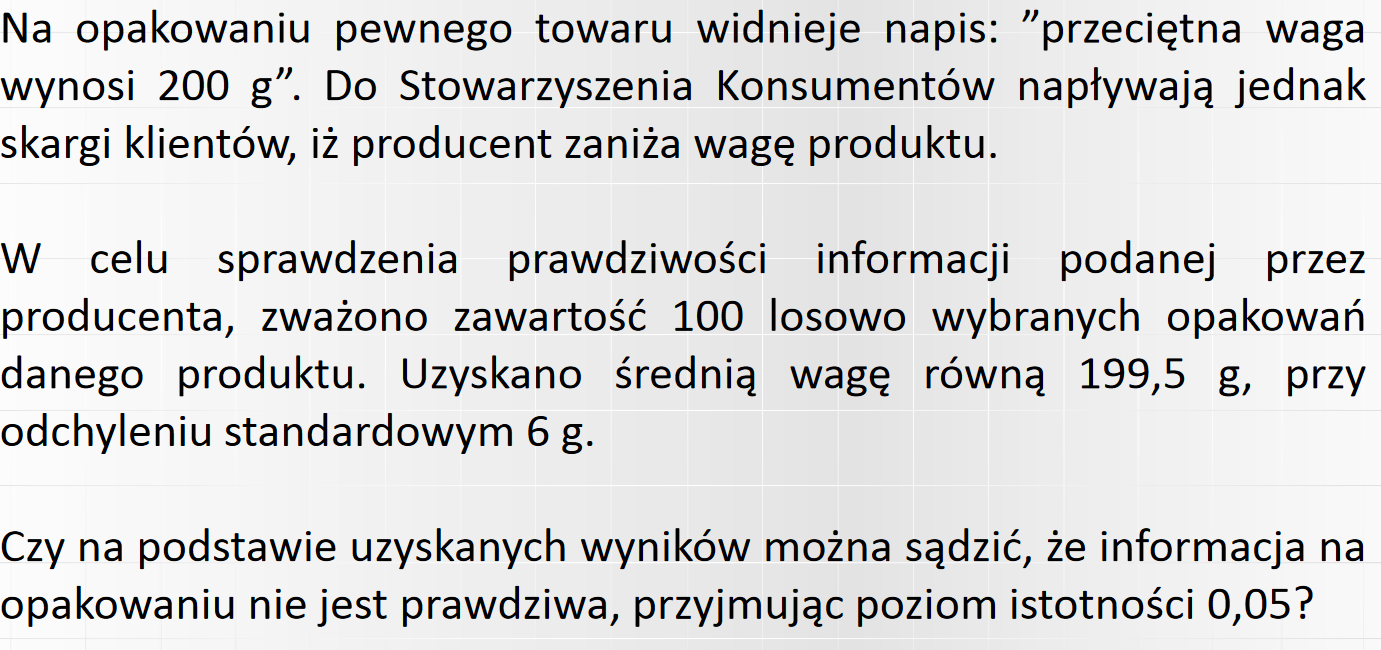 Na opakowaniu pewnego towaru widnieje napis: ”przeciętna waga
wynosi 200 g”. Do Stowarzyszenia Konsumentów napływają jednak
skargi klientów, iż producent zaniża wagę produktu.
W celu sprawdzenia prawdziwości informacji podanej przez
producenta, zważono zawartość 100 losowo wybranych opakowań
danego produktu. Uzyskano średnią wagę równą 199,5 g, przy
odchyleniu standardowym 6 g.
Czy na podstawie uzyskanych wyników można sądzić, że informacja na
opakowaniu nie jest prawdziwa, przyjmując poziom istotności 0,05?